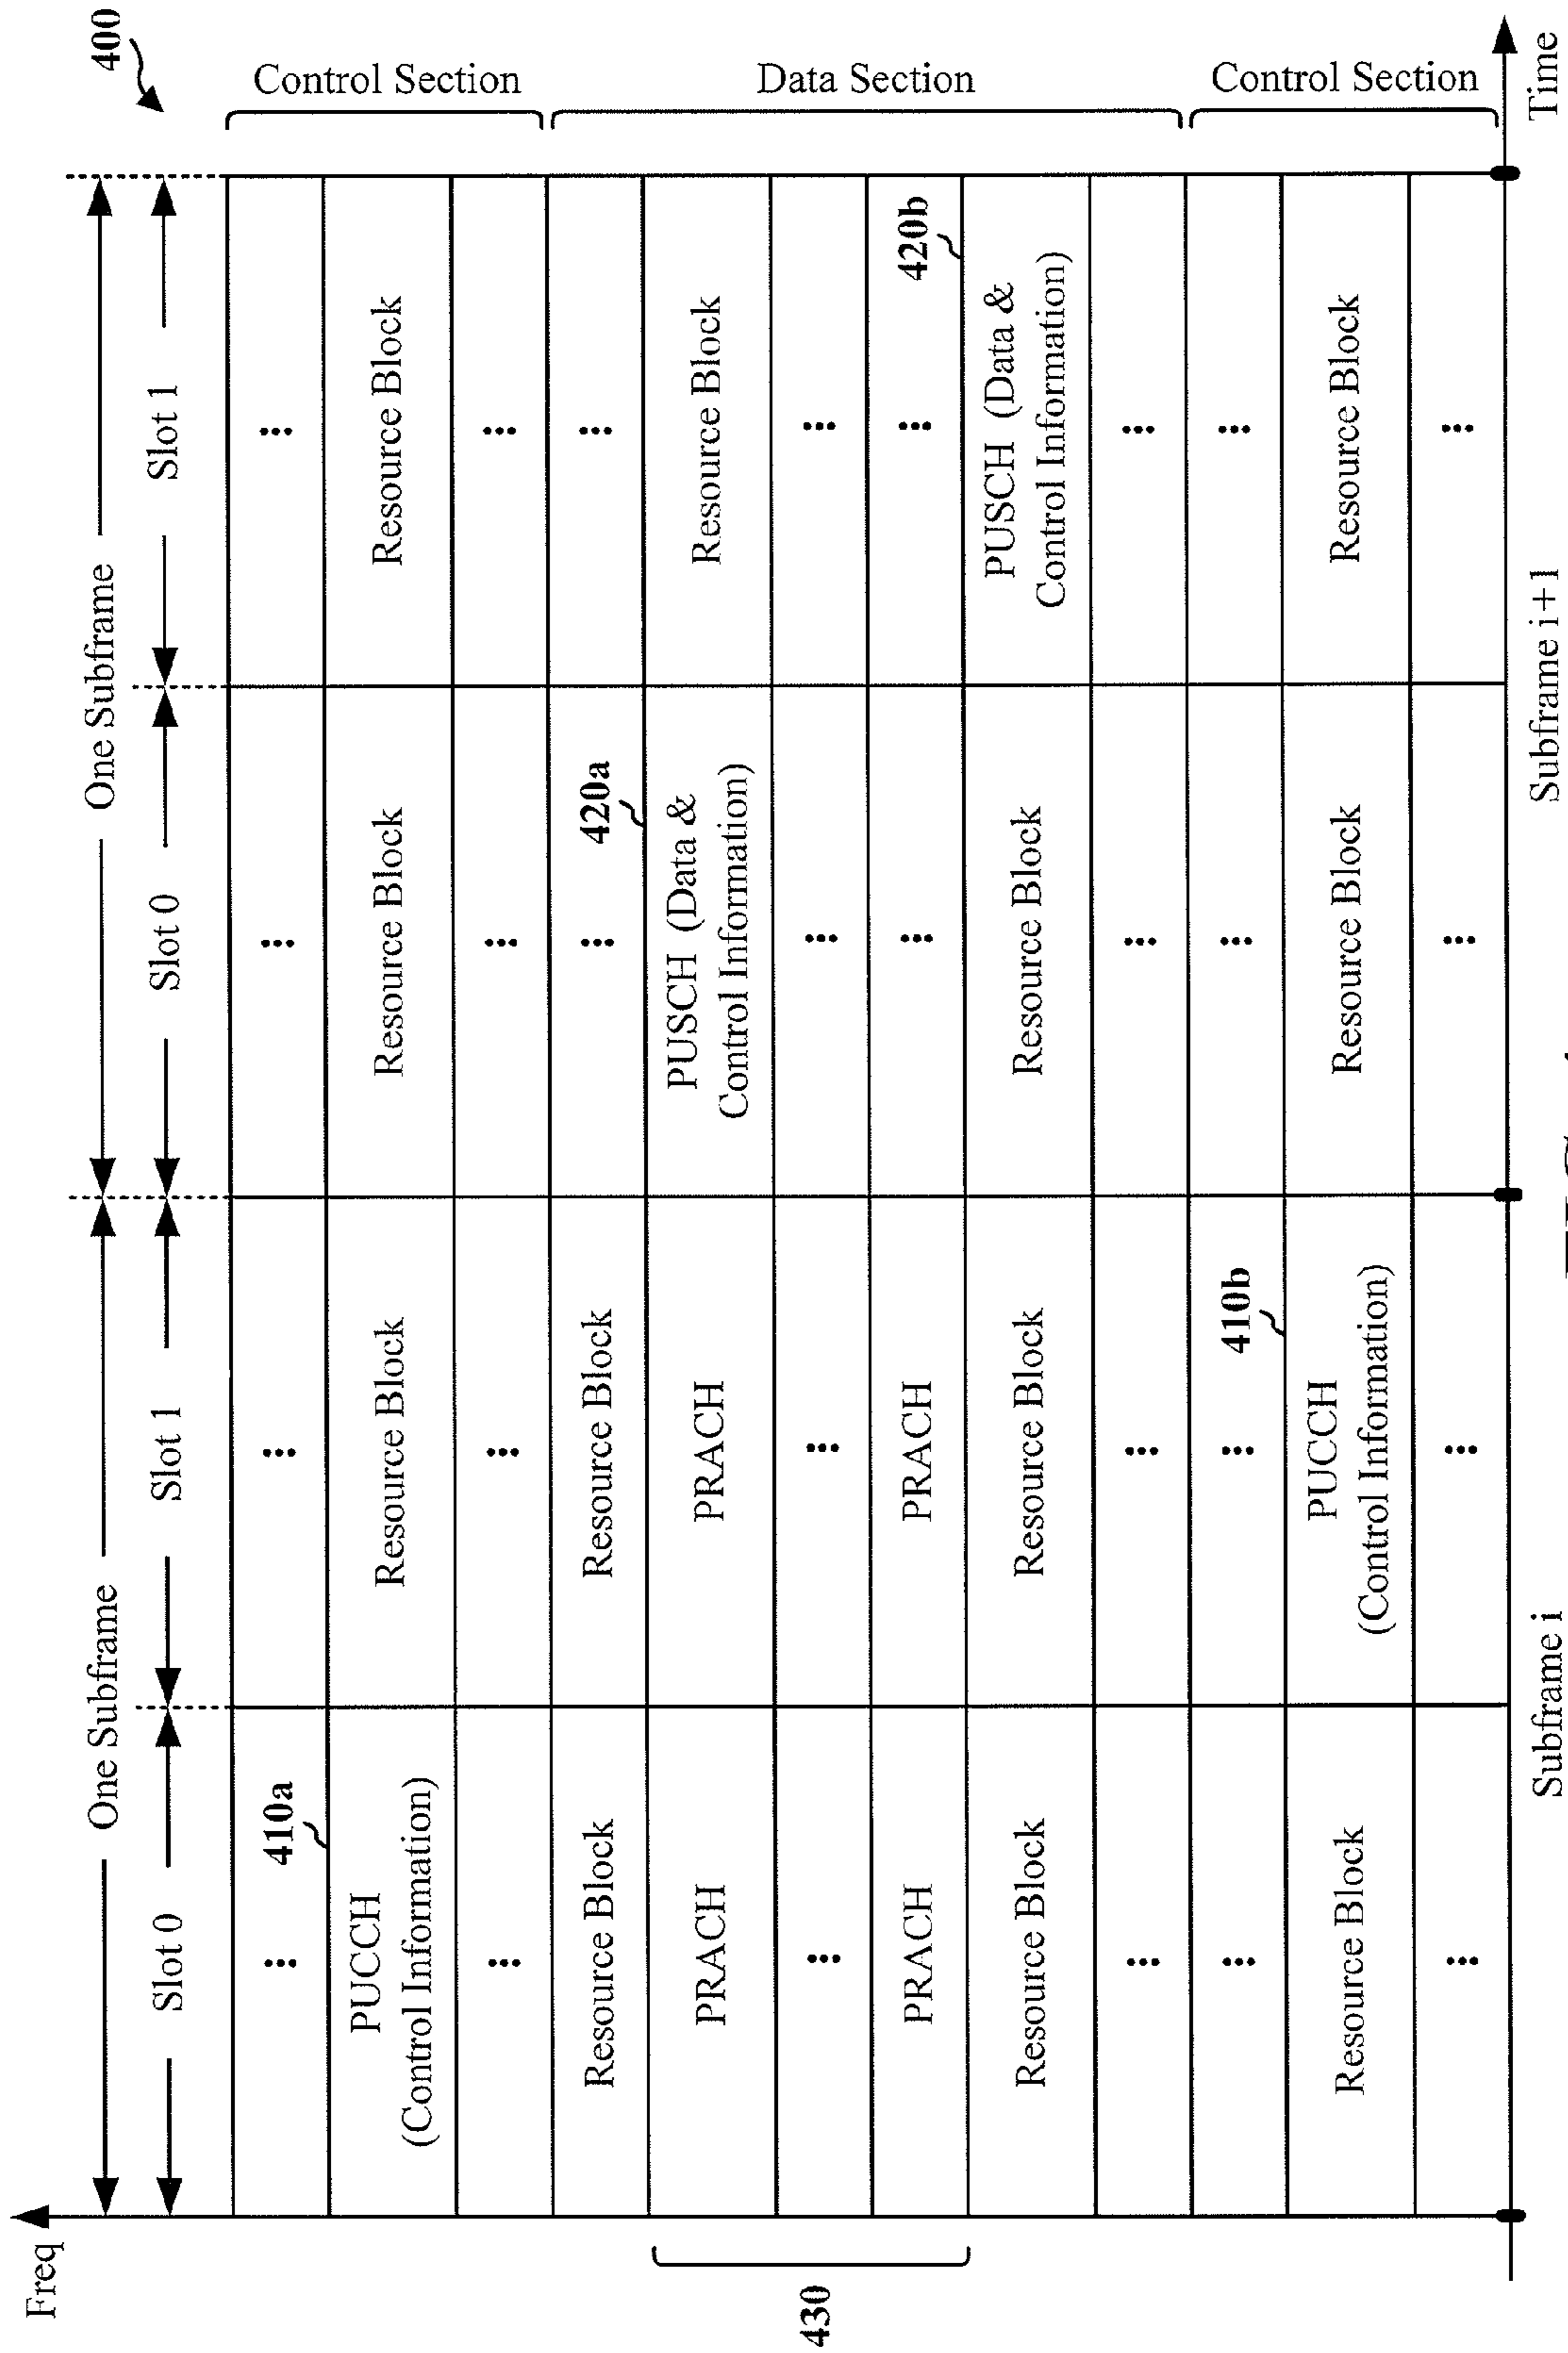 400
Freq
One Subframe
One Subframe
Slot 0
Slot 1
Slot 0
Slot 1
...
410a
...
...
...
Control Section
PUCCH
(Control Information)
Resource Block
Resource Block
Resource Block
...
...
...
...
Resource Block
Resource Block
...
420a
...
430
PRACH
PRACH
PUSCH (Data &
Control Information)
Resource Block
Data Section
...
...
...
...
PRACH
PRACH
...
...
420b
Resource Block
Resource Block
Resource Block
PUSCH (Data &
Control Information)
...
...
...
...
...
...
410b
...
...
Control Section
Resource Block
PUCCH
(Control Information)
Resource Block
Resource Block
...
...
...
...
Subframe i
Subframe i + 1
Time